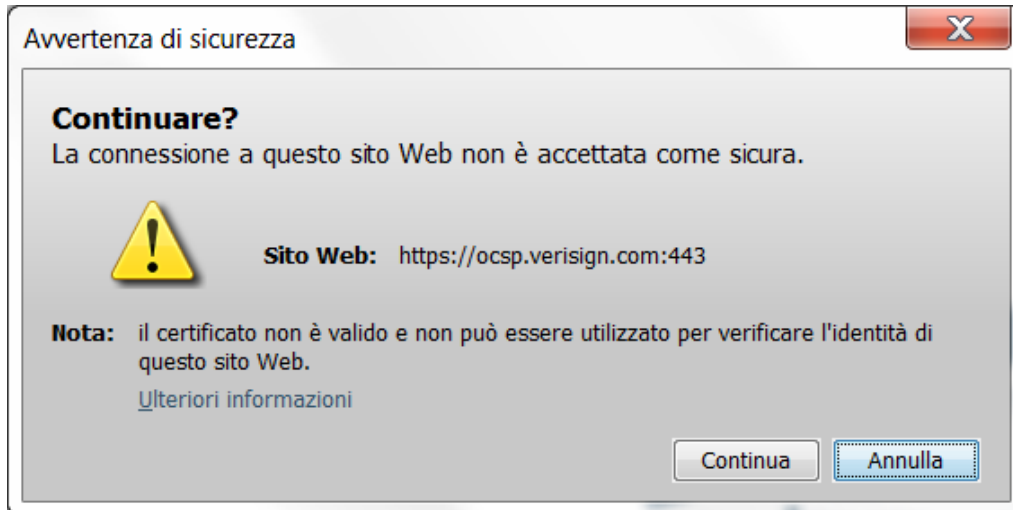 Avvertenza di sicurezza
Continuare?
La connessione a questo sito Web non è accettata come sicura.
Sito Web: https://ocsp.verisign.com:443
Nota: il certificato non è valido e non può essere utilizzato per verificare l'identità di
questo sito Web.
Ulteriori informazioni
Continua Annulla